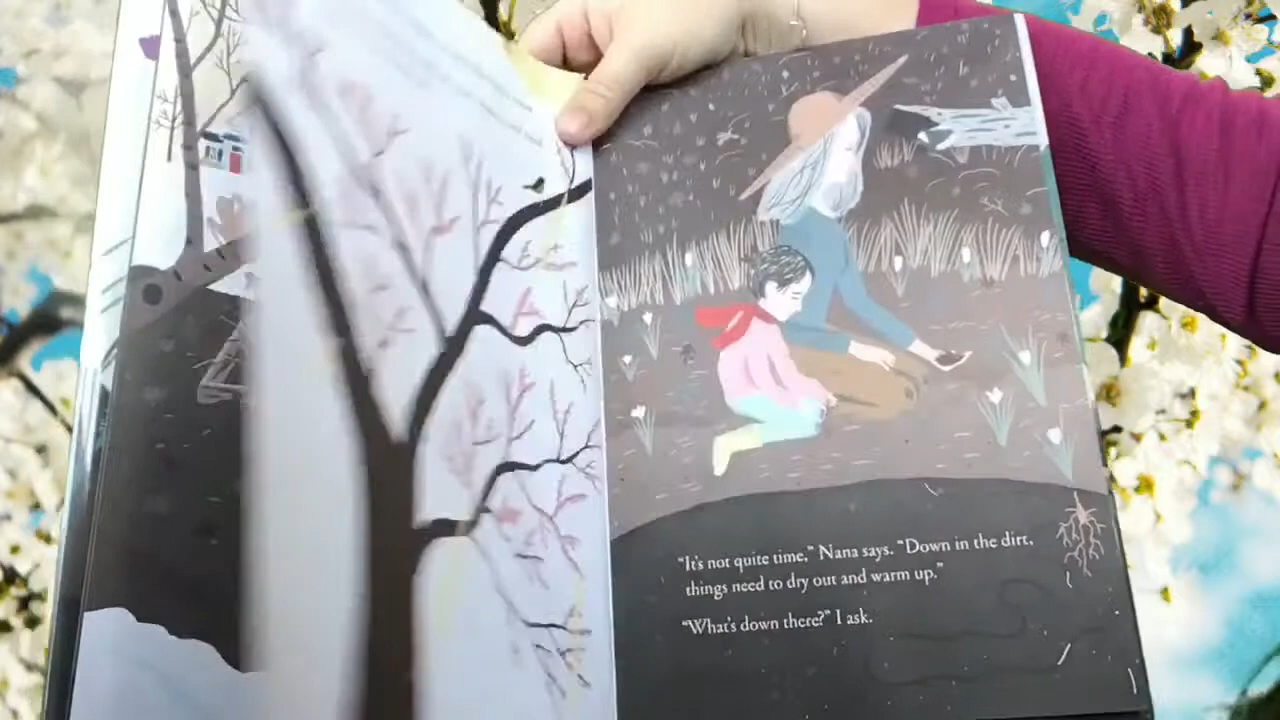 “It's not quite time,” Nana says. “Down in the dirt,
things need to dry out and warm up.”
“What's down there?” I ask.